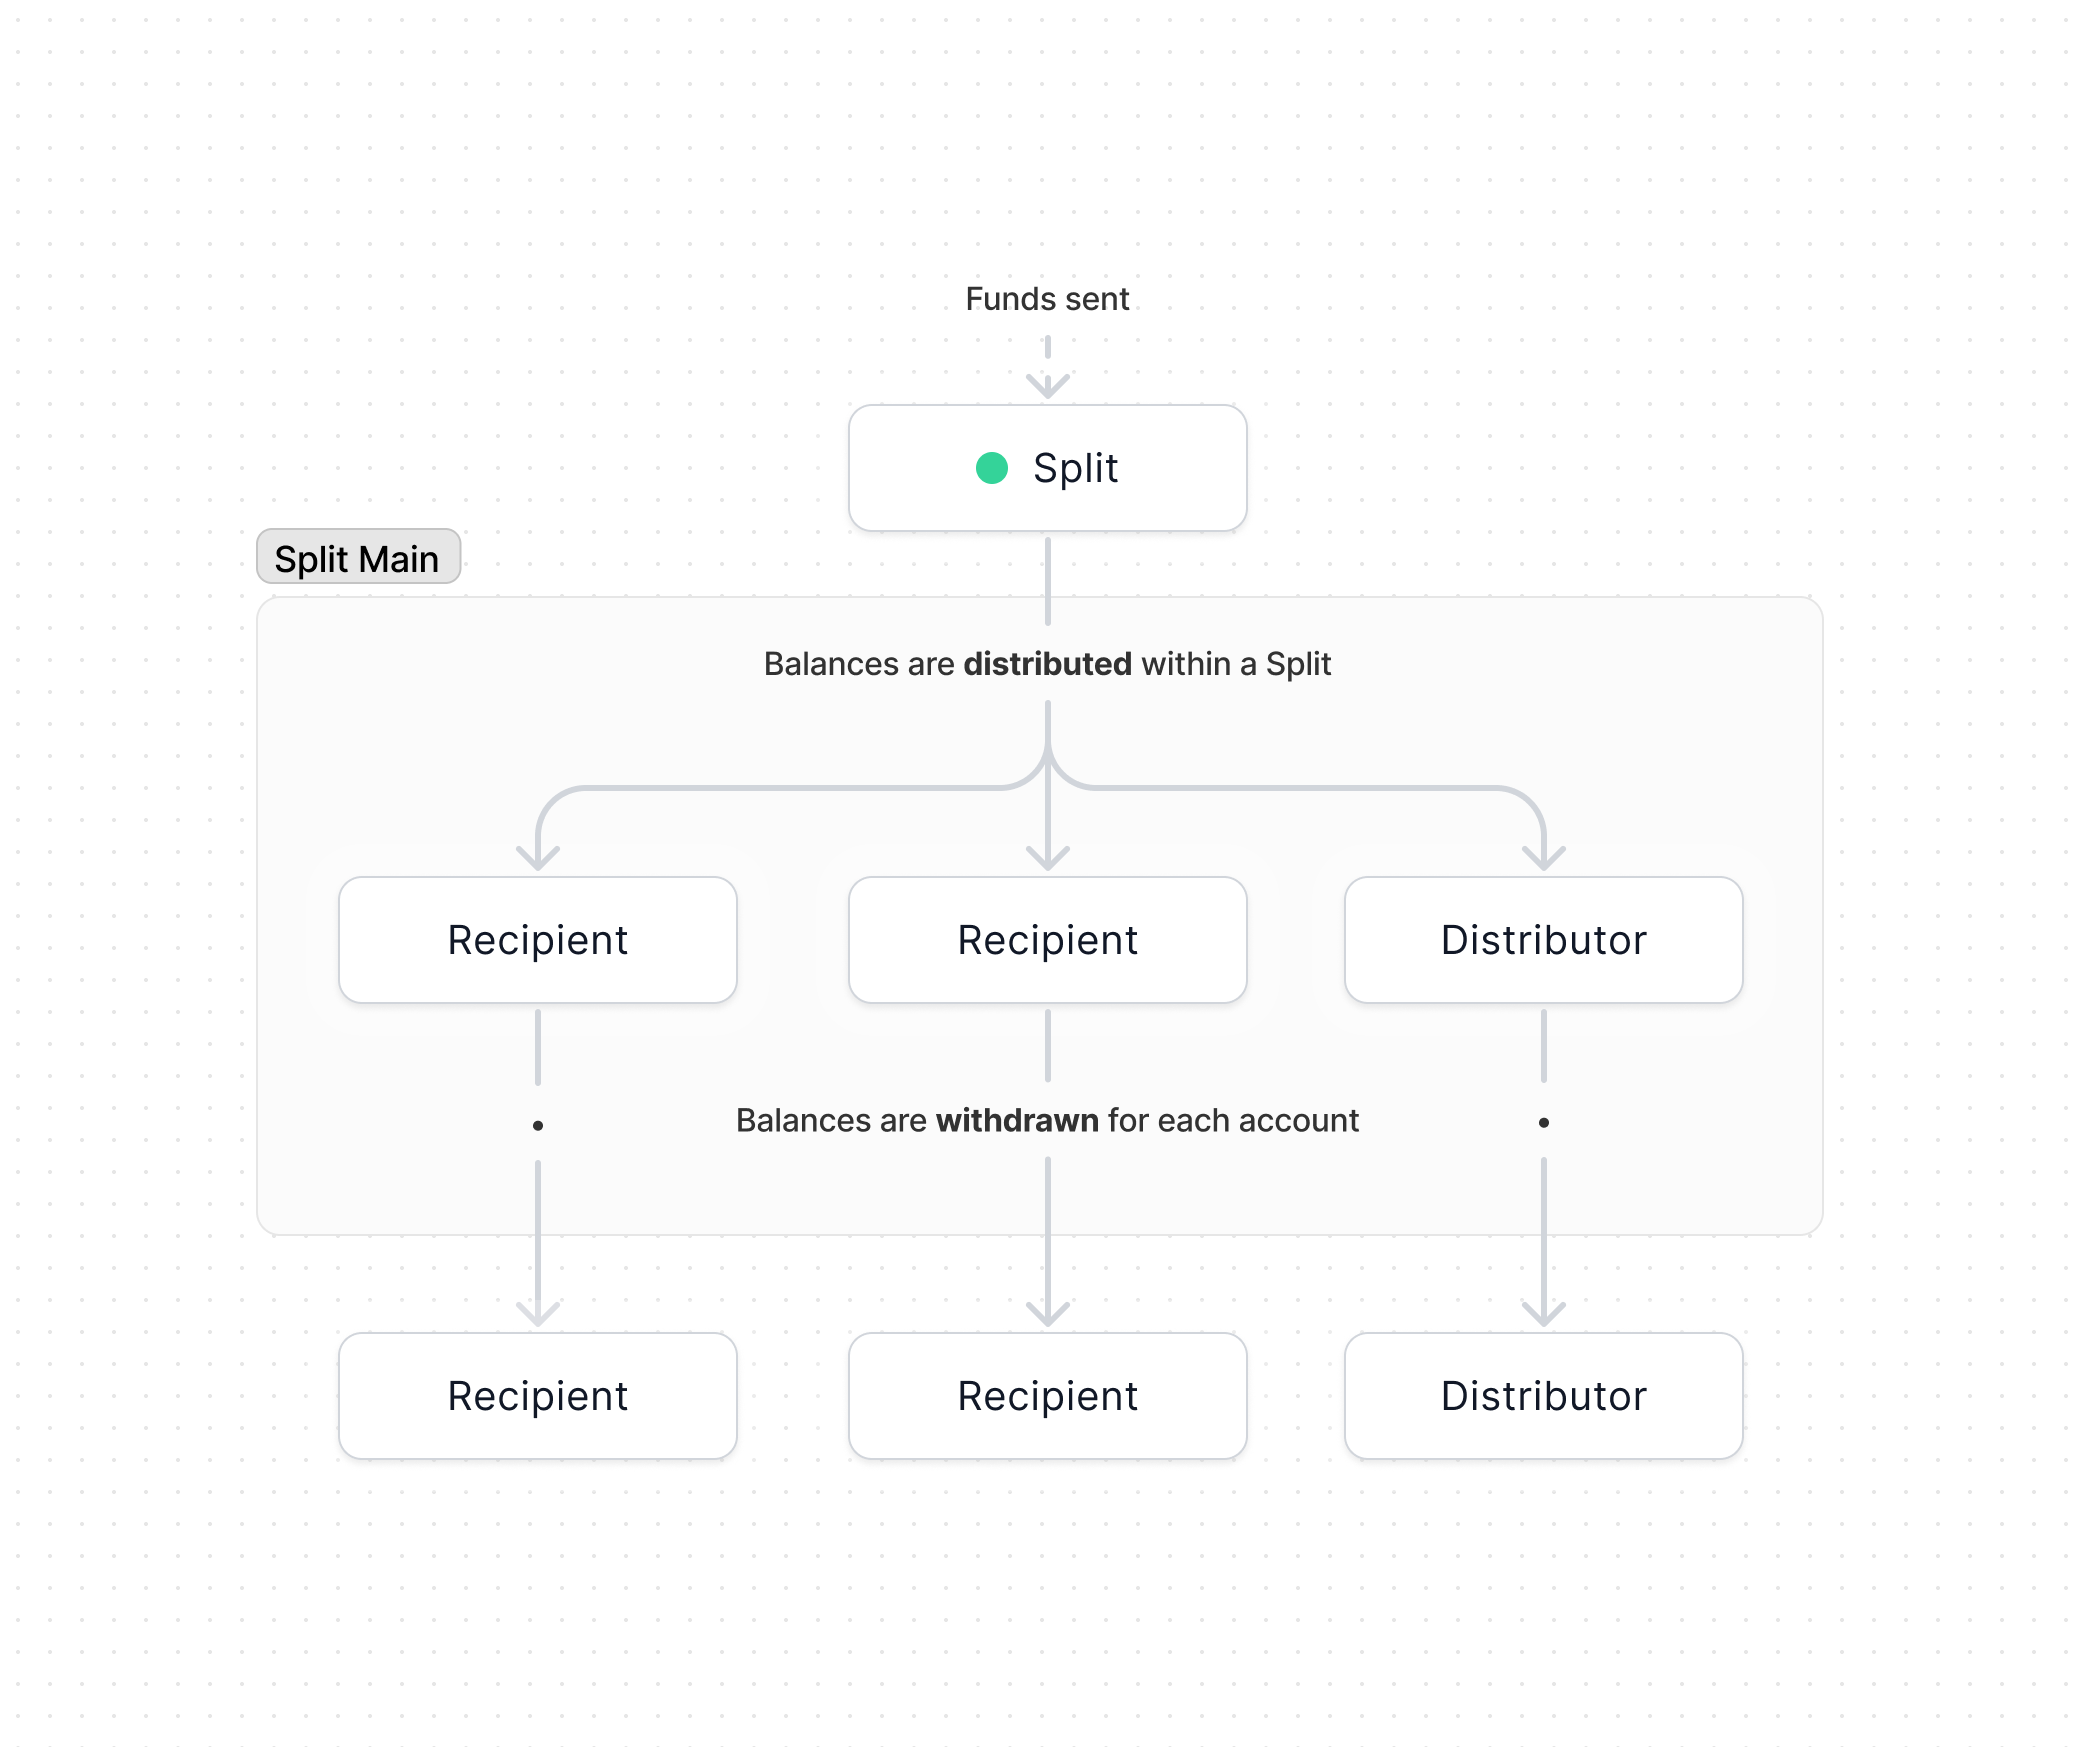 Funds sent
Split
Split Main
Balances are distributed within a Split
Recipient
Recipient
Distributor
Balances are withdrawn for each account
Recipient
Recipient
Distributor